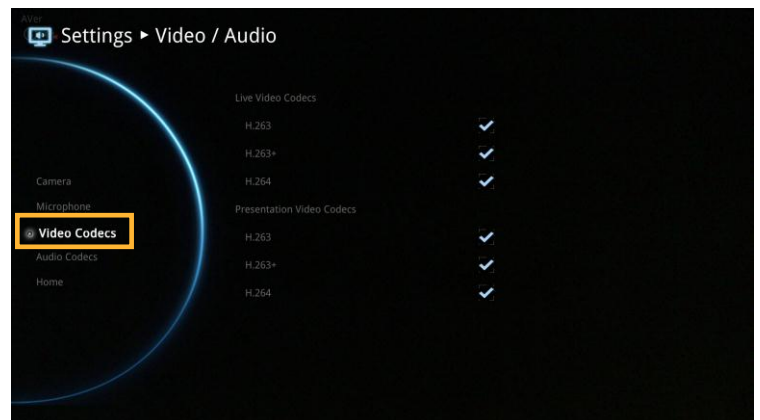 AVer
Settings ▸ Video / Audio
Live Video Codecs
H.263
H.263+
H.264
Presentation Video Codecs
H.263
H.263+
H.264
Camera
Microphone
Video Codecs
Audio Codecs
Home